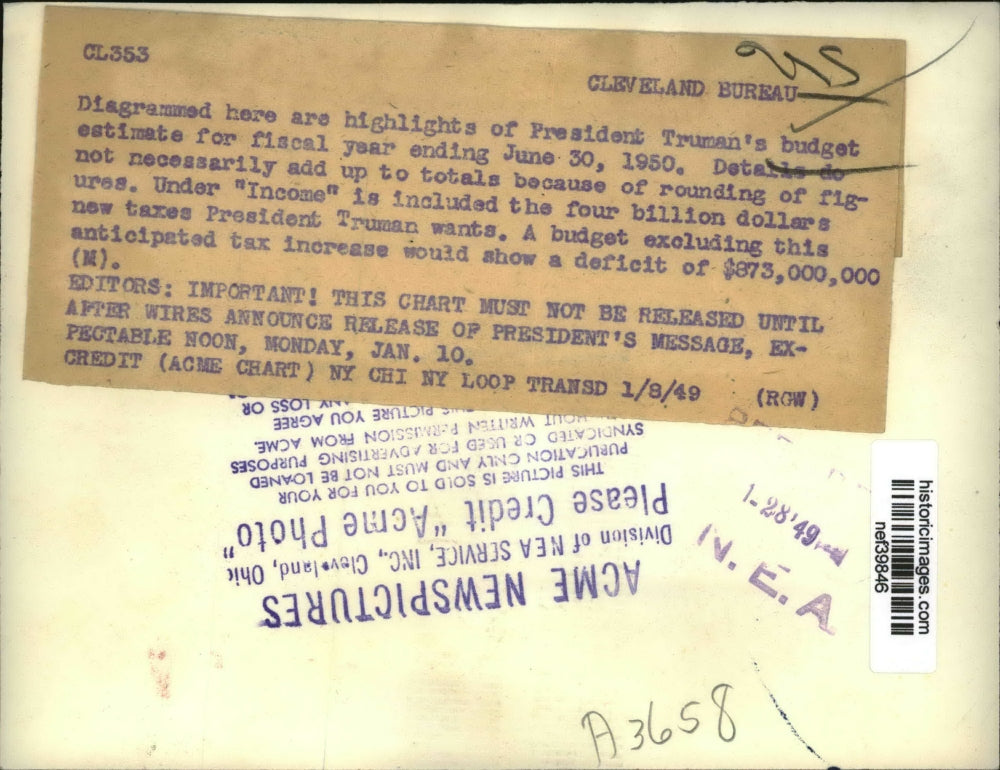 CL353
CLEVELAND BUREAU
Diagrammed here are highlights of President Truman's budget
estimate for fiscal year ending June 30, 1950. Details do
not necessarily add up to totals because of rounding of fig-
ures. Under "Income" is included the four billion dollars
new taxes President Truman wants. A budget excluding this
anticipated tax increase would show a deficit of $873,000,000
(M).
EDITORS: IMPORTANT! THIS CHART MUST NOT BE RELEASED UNTIL
AFTER WIRES ANNOUNCE RELEASE OF PRESIDENT'S MESSAGE, EX-
PECTABLE NOON, MONDAY, JAN. 10.
CREDIT (ACME CHART) NY CHI NY LOOP TRANSD 1/8/49 (RGW)
ACME NEWSPICTURES
Division of NEA SERVICE, INC., Cleveland, Ohio
Please Credit "Acme Photo"
THIS PICTURE IS SOLD TO YOU FOR YOUR
PUBLICATION ONLY AND MUST NOT BE LOANED
SYNDICATED OR USED FOR ADVERTISING PURPOSES
WRITTEN PERMISSION FROM ACME.
PICTURE YOU AGREE
ANY LOSS OR
1-28'49
N. E. A.
historicimages.com
nef39846
A3658